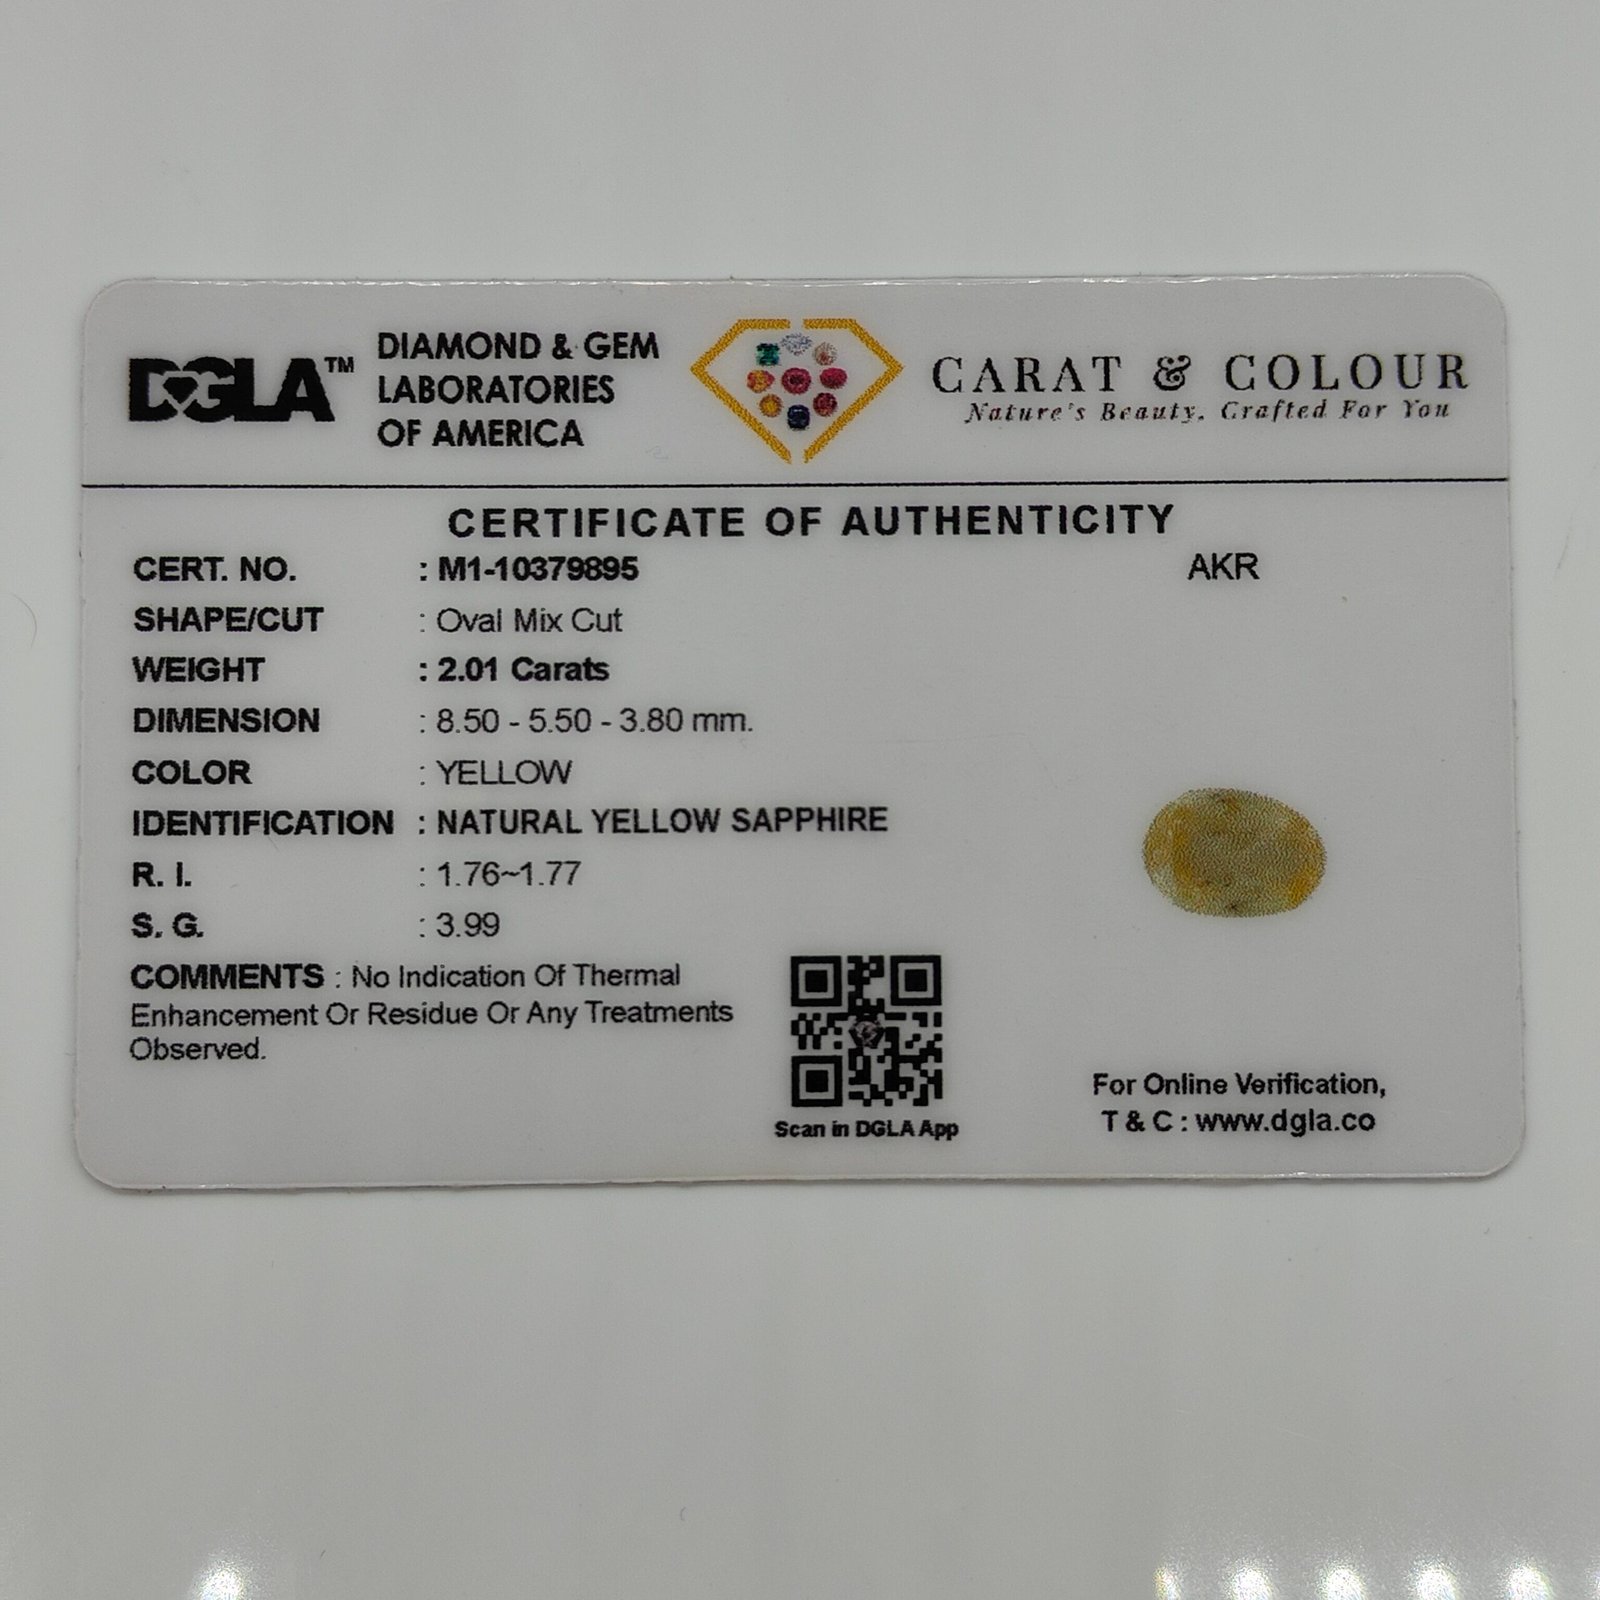 DGLA™
DIAMOND & GEM
LABORATORIES
OF AMERICA
CARAT & COLOUR
Nature's Beauty, Crafted For You
CERTIFICATE OF AUTHENTICITY
CERT. NO. : M1-10379895
AKR
SHAPE/CUT : Oval Mix Cut
WEIGHT : 2.01 Carats
DIMENSION : 8.50 - 5.50 - 3.80 mm.
COLOR : YELLOW
IDENTIFICATION : NATURAL YELLOW SAPPHIRE
R. I. : 1.76~1.77
S. G. : 3.99
COMMENTS : No Indication Of Thermal
Enhancement Or Residue Or Any Treatments
Observed.
Scan in DGLA App
For Online Verification,
T & C : www.dgla.co